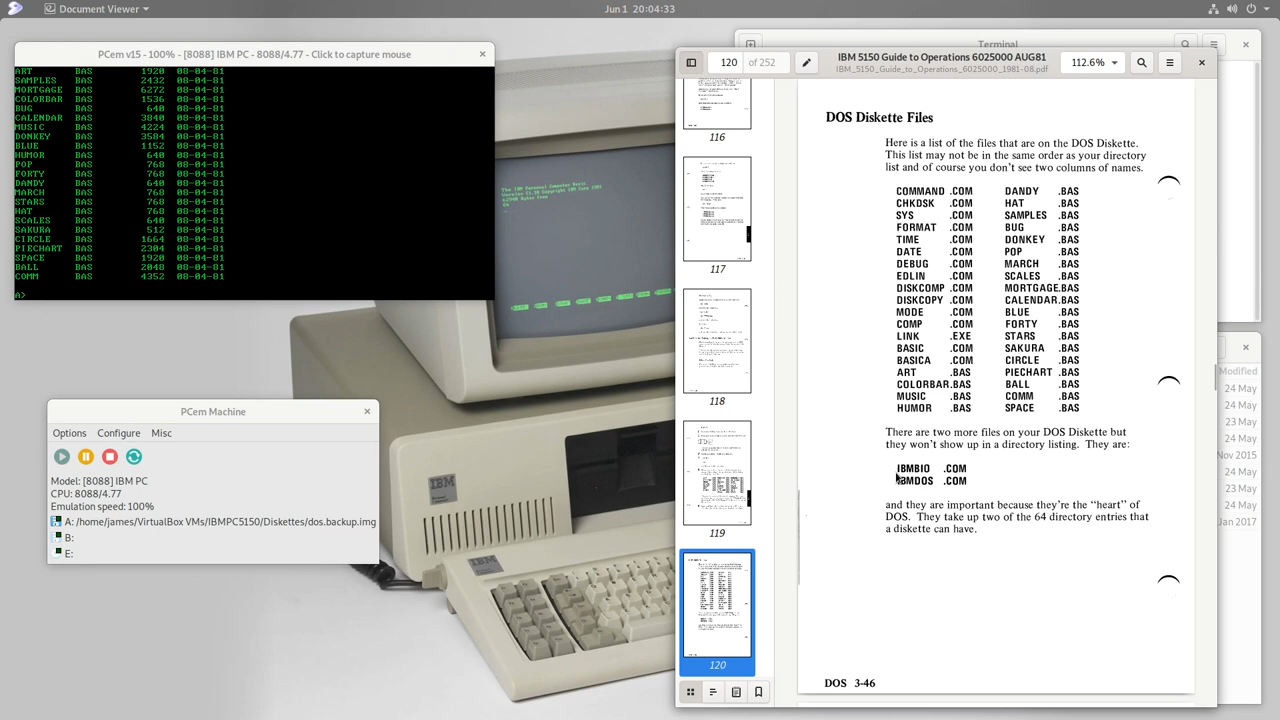 Document Viewer
Jun 1 20:04:33
PCem v15 - 100% - [8088] IBM PC - 8088/4.77 - Click to capture mouse
ART BAS 1920 08-04-81
SAMPLES BAS 2432 08-04-81
MORTGAGE BAS 6272 08-04-81
COLORBAR BAS 1536 08-04-81
BUG BAS 640 08-04-81
CALENDAR BAS 3840 08-04-81
MUSIC BAS 4224 08-04-81
DONKEY BAS 3584 08-04-81
BLUE BAS 1152 08-04-81
HUMOR BAS 640 08-04-81
POP BAS 768 08-04-81
FORTY BAS 768 08-04-81
DANDY BAS 640 08-04-81
MARCH BAS 768 08-04-81
STARS BAS 768 08-04-81
HAT BAS 768 08-04-81
SCALES BAS 640 08-04-81
SAKURA BAS 512 08-04-81
CIRCLE BAS 1664 08-04-81
PIECHART BAS 2304 08-04-81
SPACE BAS 1920 08-04-81
BALL BAS 2048 08-04-81
COMM BAS 4352 08-04-81
A>
The IBM Personal Computer Basic
Version C1.10 Copyright IBM Corp 1981
62940 Bytes free
Ok
IBM
IBM
PCem Machine
Options Configure Misc
Model: [8088] IBM PC
CPU: 8088/4.77
Emulation speed: 100%
A: /home/james/VirtualBox VMs/IBMPC5150/Diskettes/dos.backup.img
B:
E:
Terminal
120 of 252
IBM 5150 Guide to Operations 6025000 AUG81
IBM_5150_Guide_to_Operations_6025000_1981-08.pdf
112.6%
116
117
118
119
120
DOS Diskette Files
Here is a list of the files that are on the DOS Diskette.
This list may not be in the same order as your directory
list and of course you don't see two columns of names.
COMMAND .COM DANDY .BAS
CHKDSK .COM HAT .BAS
SYS .COM SAMPLES .BAS
FORMAT .COM BUG .BAS
TIME .COM DONKEY .BAS
DATE .COM POP .BAS
DEBUG .COM MARCH .BAS
EDLIN .COM SCALES .BAS
DISKCOMP .COM MORTGAGE.BAS
DISKCOPY .COM CALENDAR.BAS
MODE .COM BLUE .BAS
COMP .COM FORTY .BAS
LINK .EXE STARS .BAS
BASIC .COM SAKURA .BAS
BASICA .COM CIRCLE .BAS
ART .BAS PIECHART .BAS
COLORBAR.BAS BALL .BAS
MUSIC .BAS COMM .BAS
HUMOR .BAS SPACE .BAS
There are two more files on your DOS Diskette but
they won't show up in a directory listing. They are:
IBMBIO .COM
IBMDOS .COM
and they are important because they're the “heart” of
DOS. They take up two of the 64 directory entries that
a diskette can have.
DOS 3-46
Modified
24 May
24 May
23 May
23 May
Nov 2015
24 May
23 May
24 May
Jan 2017